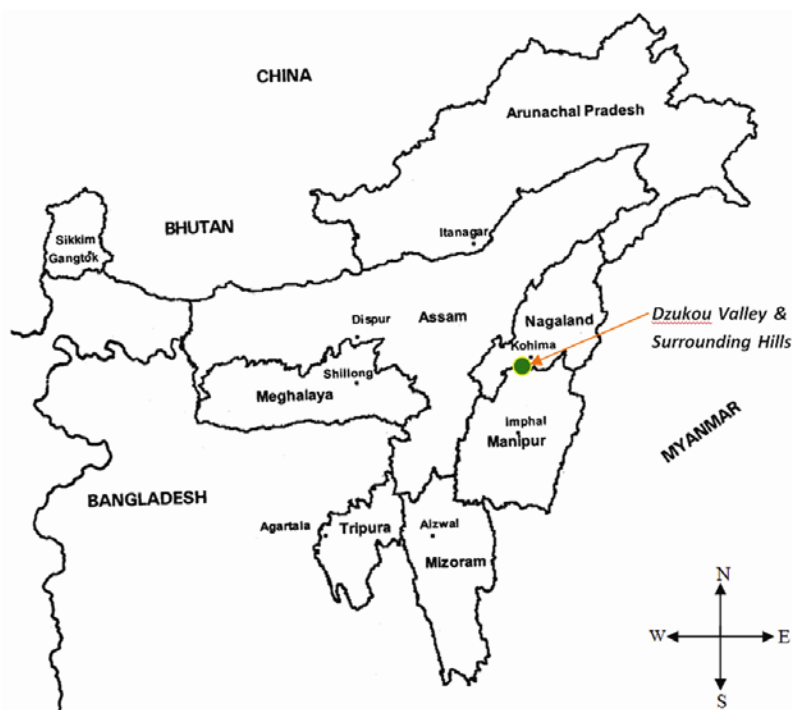 CHINA
Arunachal Pradesh
BHUTAN
Itanagar
Sikkim
Gangtok
Dispur
Assam
Nagaland
Dzukou Valley &
Surrounding Hills
Kohima
Shillong
Meghalaya
Imphal
Manipur
MYANMAR
BANGLADESH
Agartala
Tripura
Aizwal
Mizoram
N
W
E
S